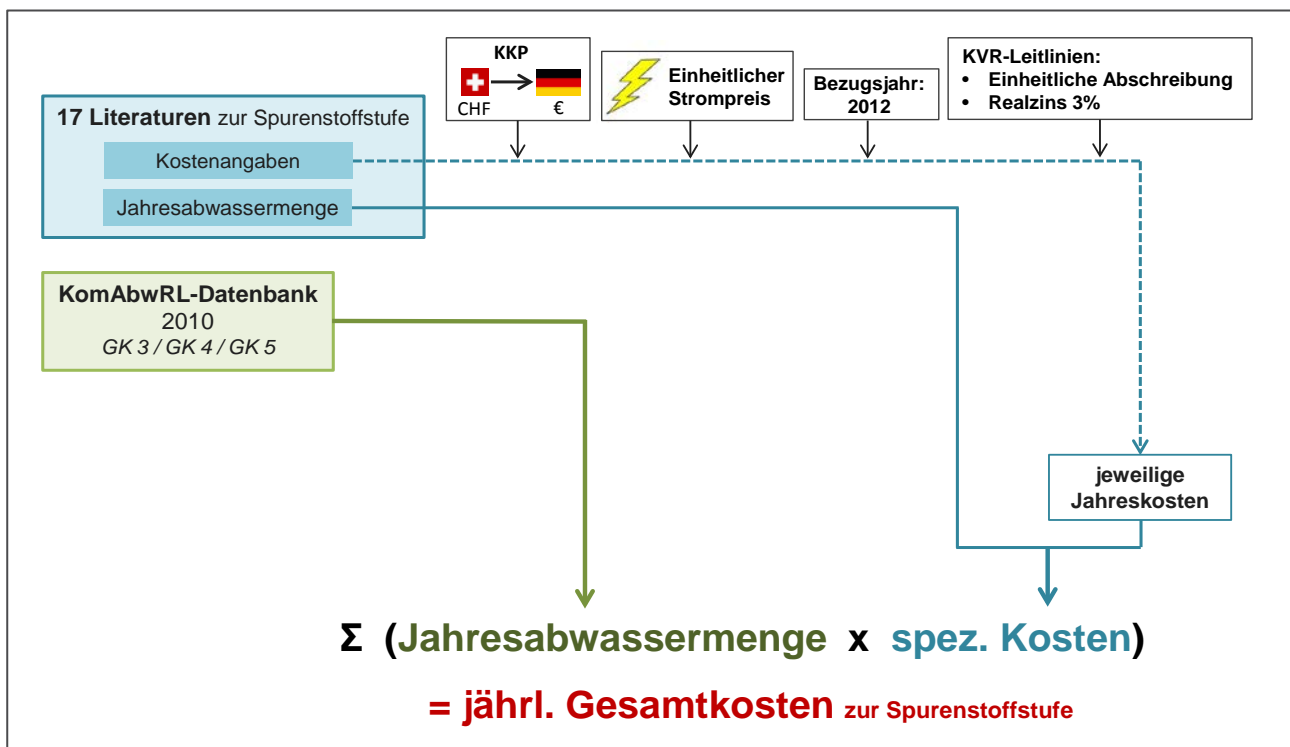 KKP
CHF
€
Einheitlicher
Strompreis
Bezugsjahr:
2012
KVR-Leitlinien:
• Einheitliche Abschreibung
• Realzins 3%
17 Literaturen zur Spurenstoffstufe
Kostenangaben
Jahresabwassermenge
KomAbwRL-Datenbank
2010
GK 3 / GK 4 / GK 5
jeweilige
Jahreskosten
Σ (Jahresabwassermenge x spez. Kosten)
= jährl. Gesamtkosten zur Spurenstoffstufe